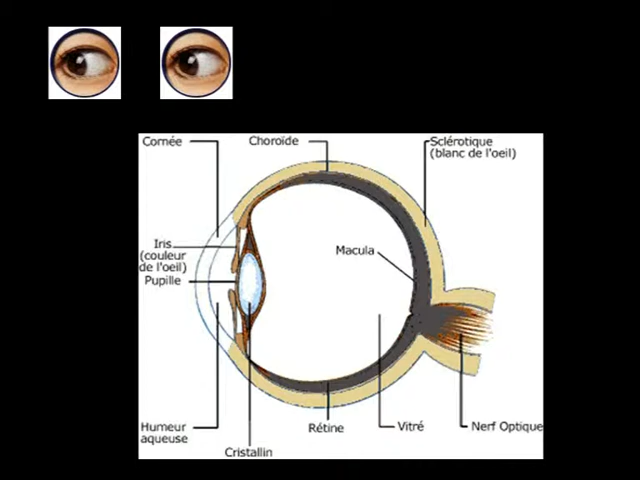 Cornée
Choroïde
Sclérotique
(blanc de l'oeil)
Iris
(couleur
de l'oeil)
Pupille
Macula
Humeur
aqueuse
Cristallin
Rétine
Vitré
Nerf Optique